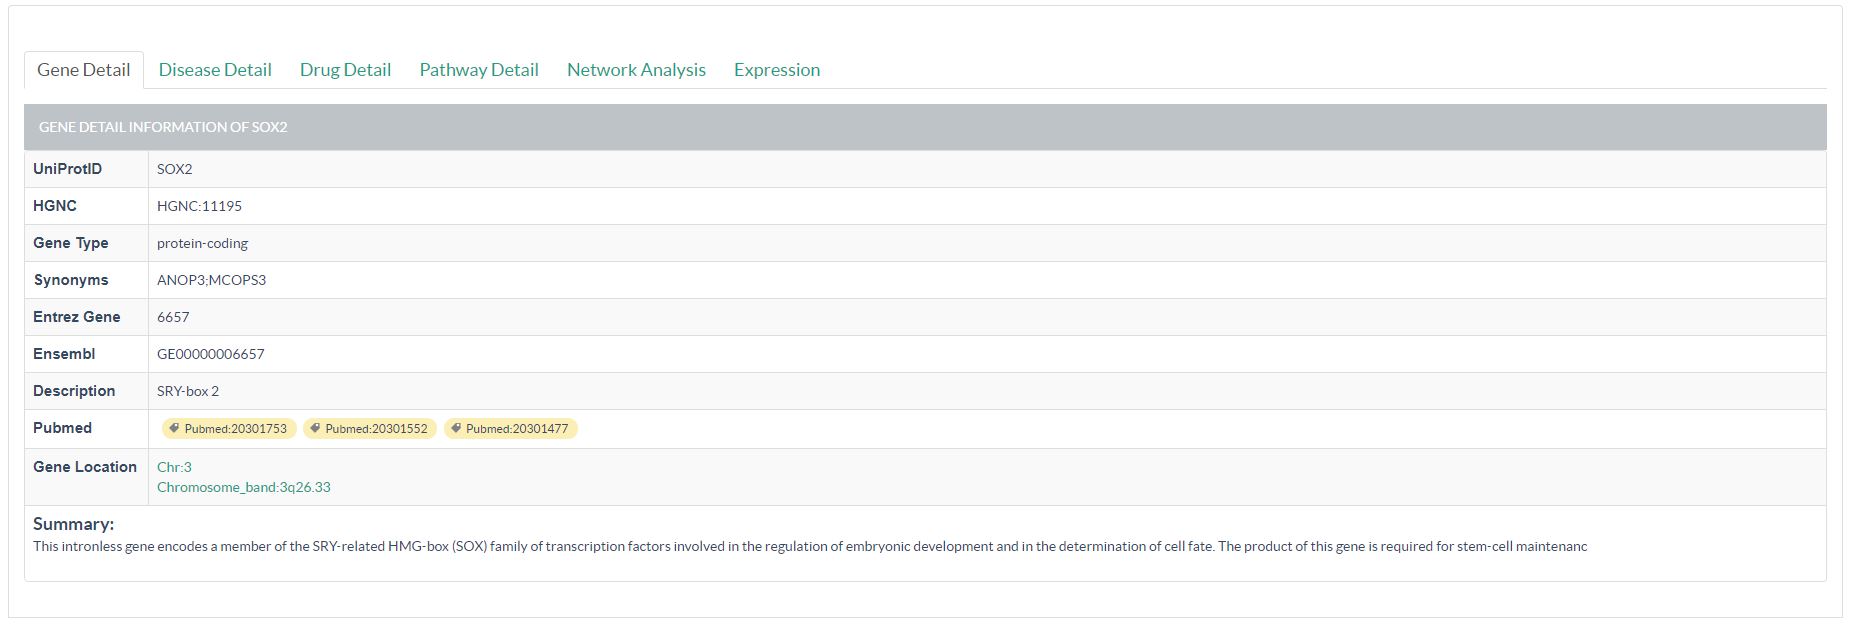 Gene Detail Disease Detail Drug Detail Pathway Detail Network Analysis Expression
GENE DETAIL INFORMATION OF SOX2
UniProtID SOX2
HGNC HGNC:11195
Gene Type protein-coding
Synonyms ANOP3;MCOPS3
Entrez Gene 6657
Ensembl GE00000006657
Description SRY-box 2
Pubmed Pubmed:20301753 Pubmed:20301552 Pubmed:20301477
Gene Location Chr:3
Chromosome_band:3q26.33
Summary:
This intronless gene encodes a member of the SRY-related HMG-box (SOX) family of transcription factors involved in the regulation of embryonic development and in the determination of cell fate. The product of this gene is required for stem-cell maintenanc